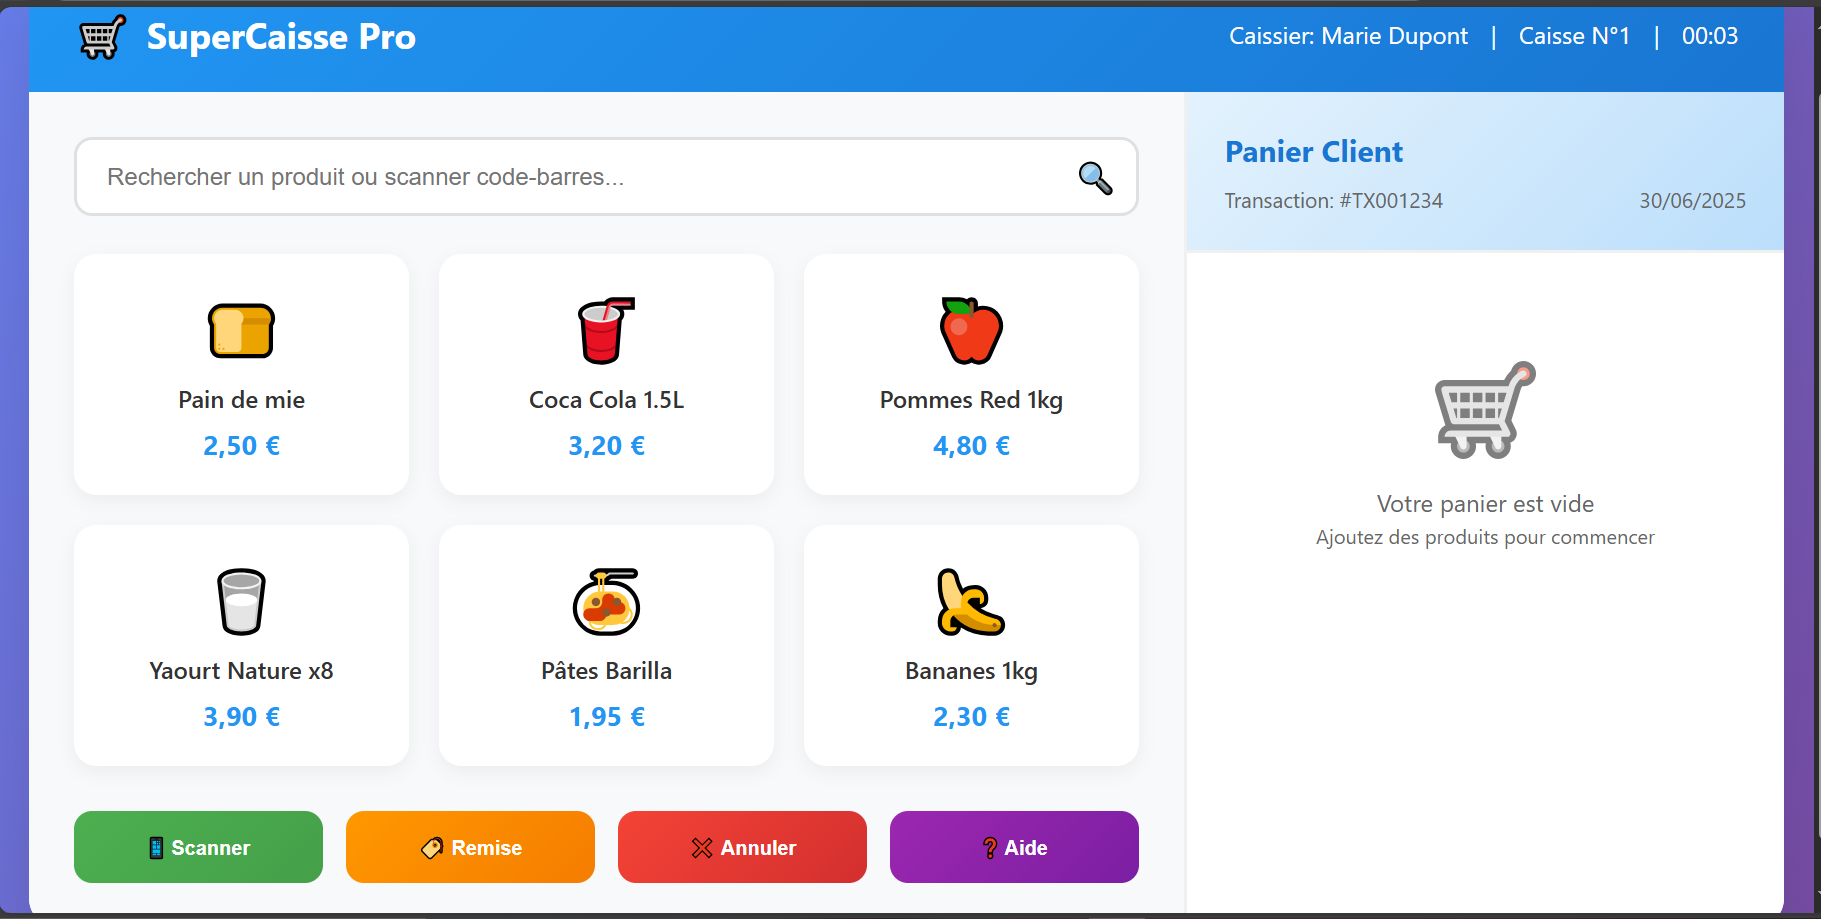 SuperCaisse Pro
Caissier: Marie Dupont | Caisse N°1 | 00:03
Rechercher un produit ou scanner code-barres...
Pain de mie
2,50 €
Coca Cola 1.5L
3,20 €
Pommes Red 1kg
4,80 €
Yaourt Nature x8
3,90 €
Pâtes Barilla
1,95 €
Bananes 1kg
2,30 €
Scanner
Remise
Annuler
Aide
Panier Client
Transaction: #TX001234 30/06/2025
Votre panier est vide
Ajoutez des produits pour commencer